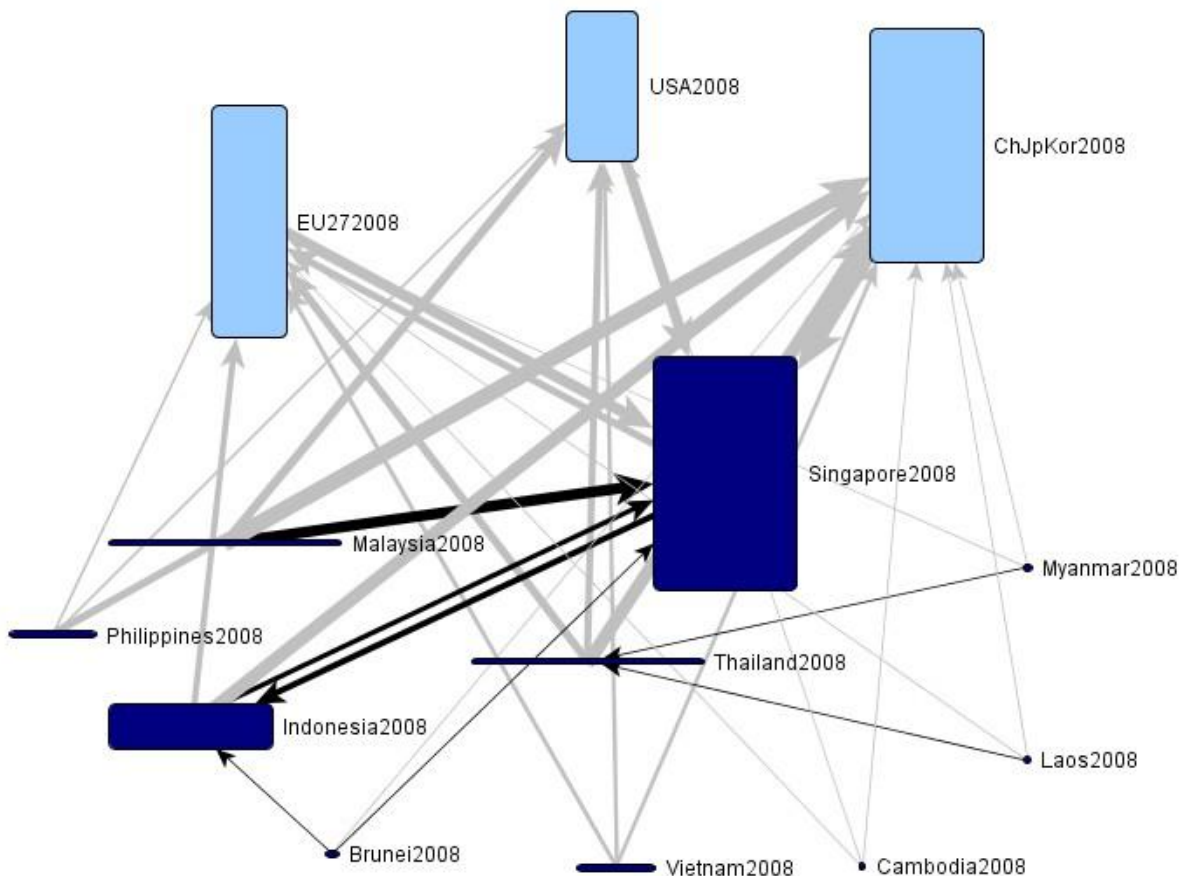 USA2008
ChJpKor2008
EU272008
Singapore2008
Malaysia2008
Myanmar2008
Philippines2008
Thailand2008
Indonesia2008
Laos2008
Brunei2008
Vietnam2008
Cambodia2008